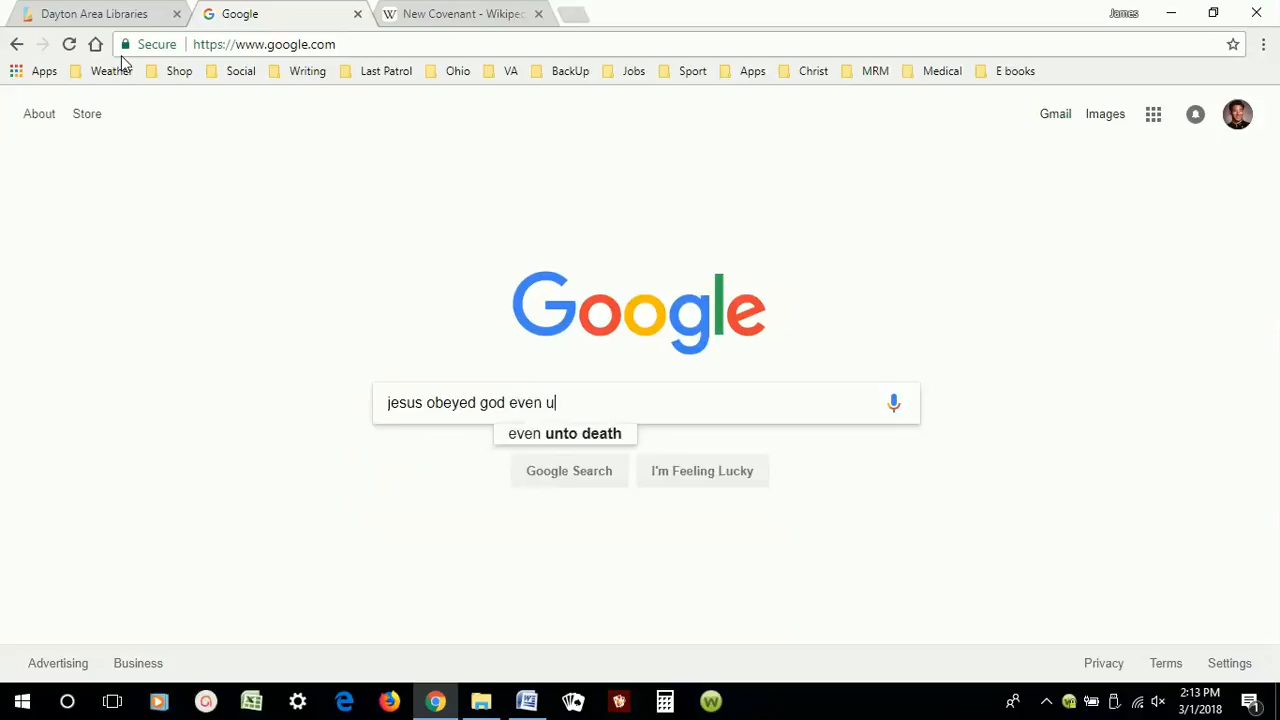 Dayton Area Libraries
Google
New Covenant - Wikipec
James
Secure
https://www.google.com
Apps
Weather
Shop
Social
Writing
Last Patrol
Ohio
VA
BackUp
Jobs
Sport
Apps
Christ
MRM
Medical
E books
About
Store
Gmail
Images
Google
jesus obeyed god even u
even unto death
Google Search
I'm Feeling Lucky
Advertising
Business
Privacy
Terms
Settings
2:13 PM
3/1/2018
1